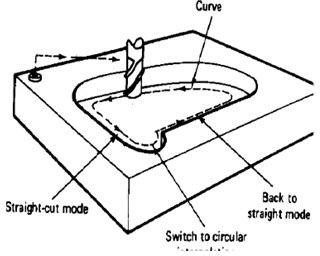 Curve
Straight-cut mode
Back to
straight mode
Switch to circular